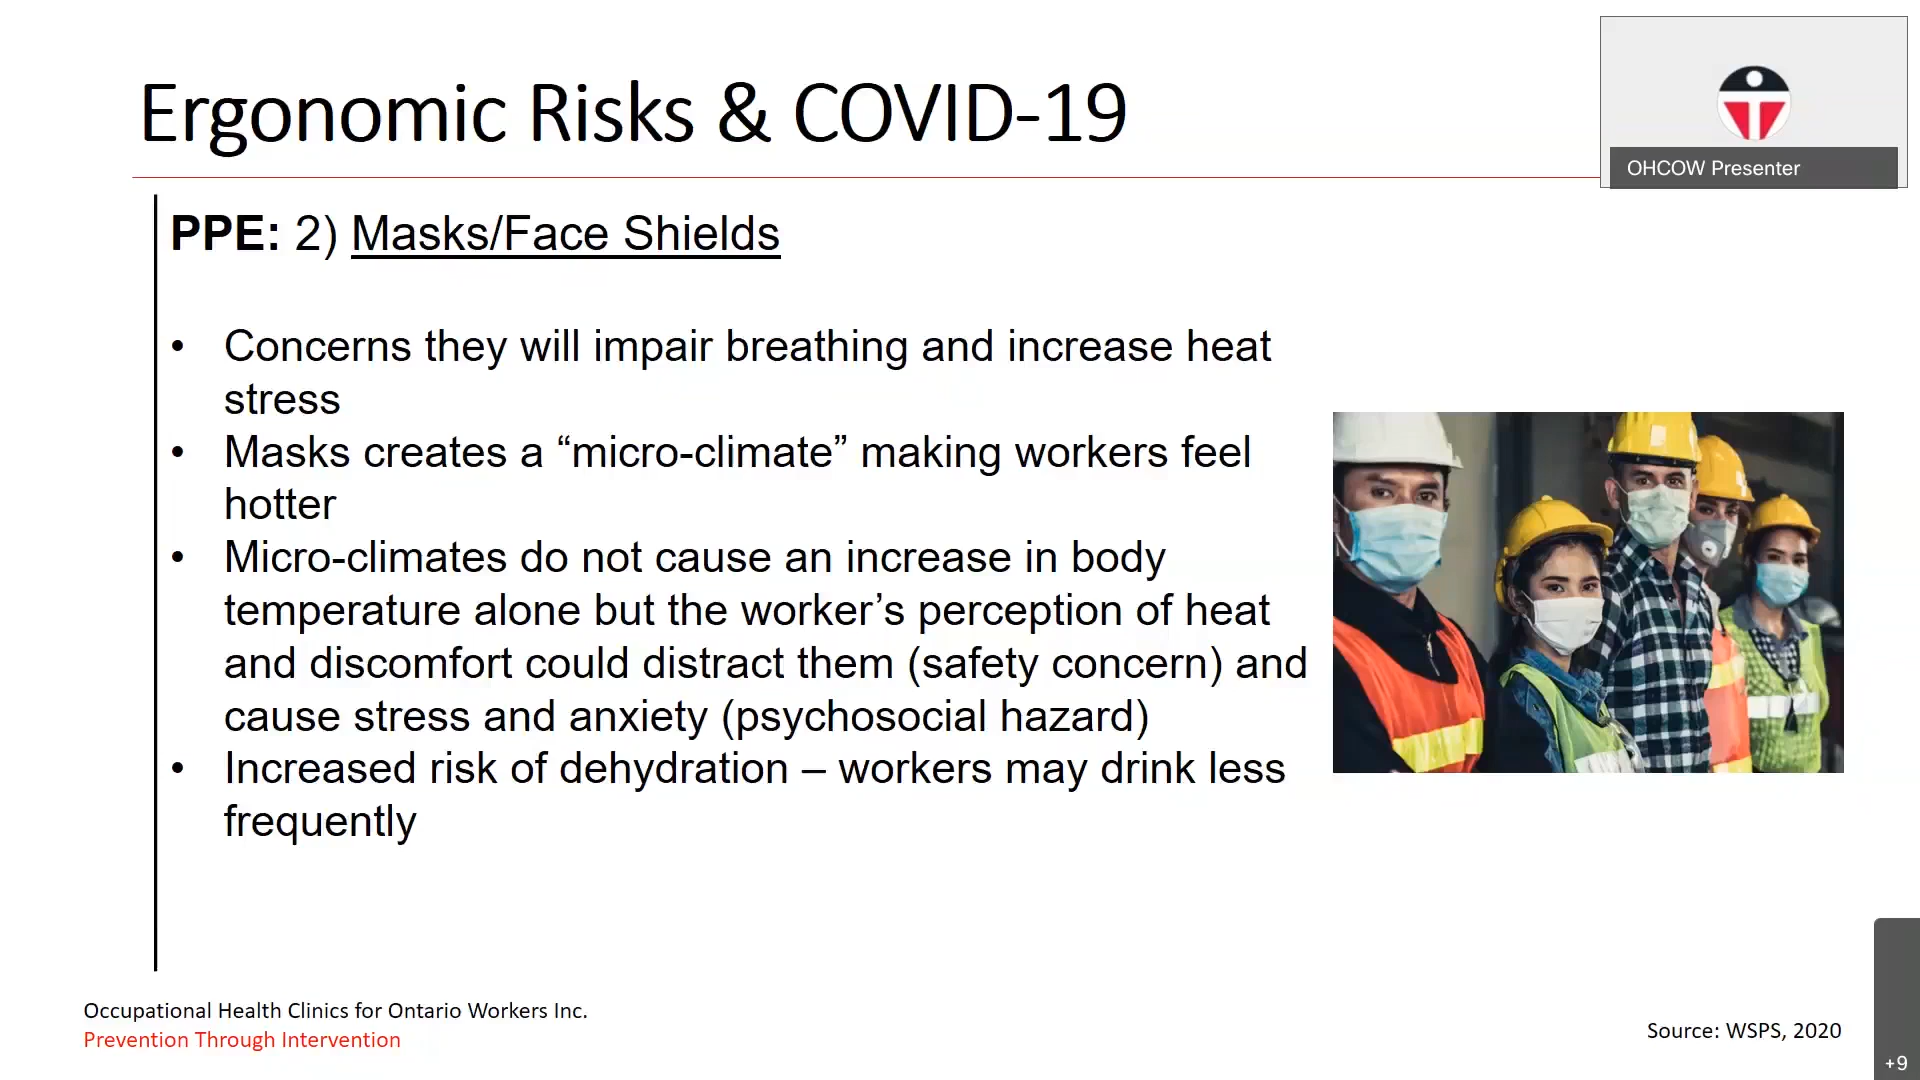 Ergonomic Risks & COVID-19
OHCOW Presenter
PPE: 2) Masks/Face Shields
• Concerns they will impair breathing and increase heat
stress
• Masks creates a “micro-climate” making workers feel
hotter
• Micro-climates do not cause an increase in body
temperature alone but the worker’s perception of heat
and discomfort could distract them (safety concern) and
cause stress and anxiety (psychosocial hazard)
• Increased risk of dehydration – workers may drink less
frequently
Occupational Health Clinics for Ontario Workers Inc.
Prevention Through Intervention
Source: WSPS, 2020
+9